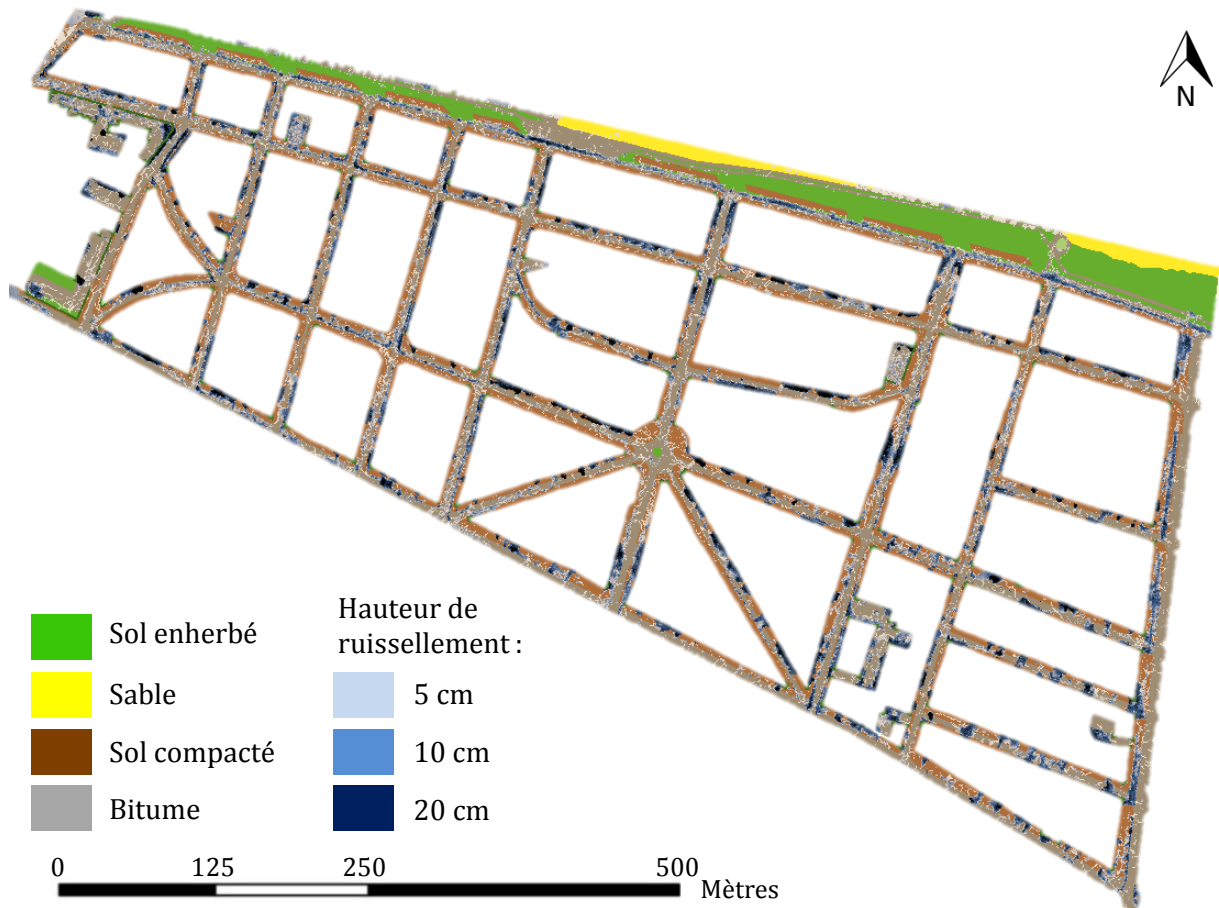 N
Sol enherbé
Sable
Sol compacté
Bitume
Hauteur de
ruissellement :
5 cm
10 cm
20 cm
0 125 250 500
Mètres